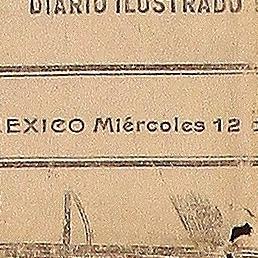 DIARIO ILUSTRADO
EXICO Miércoles 12